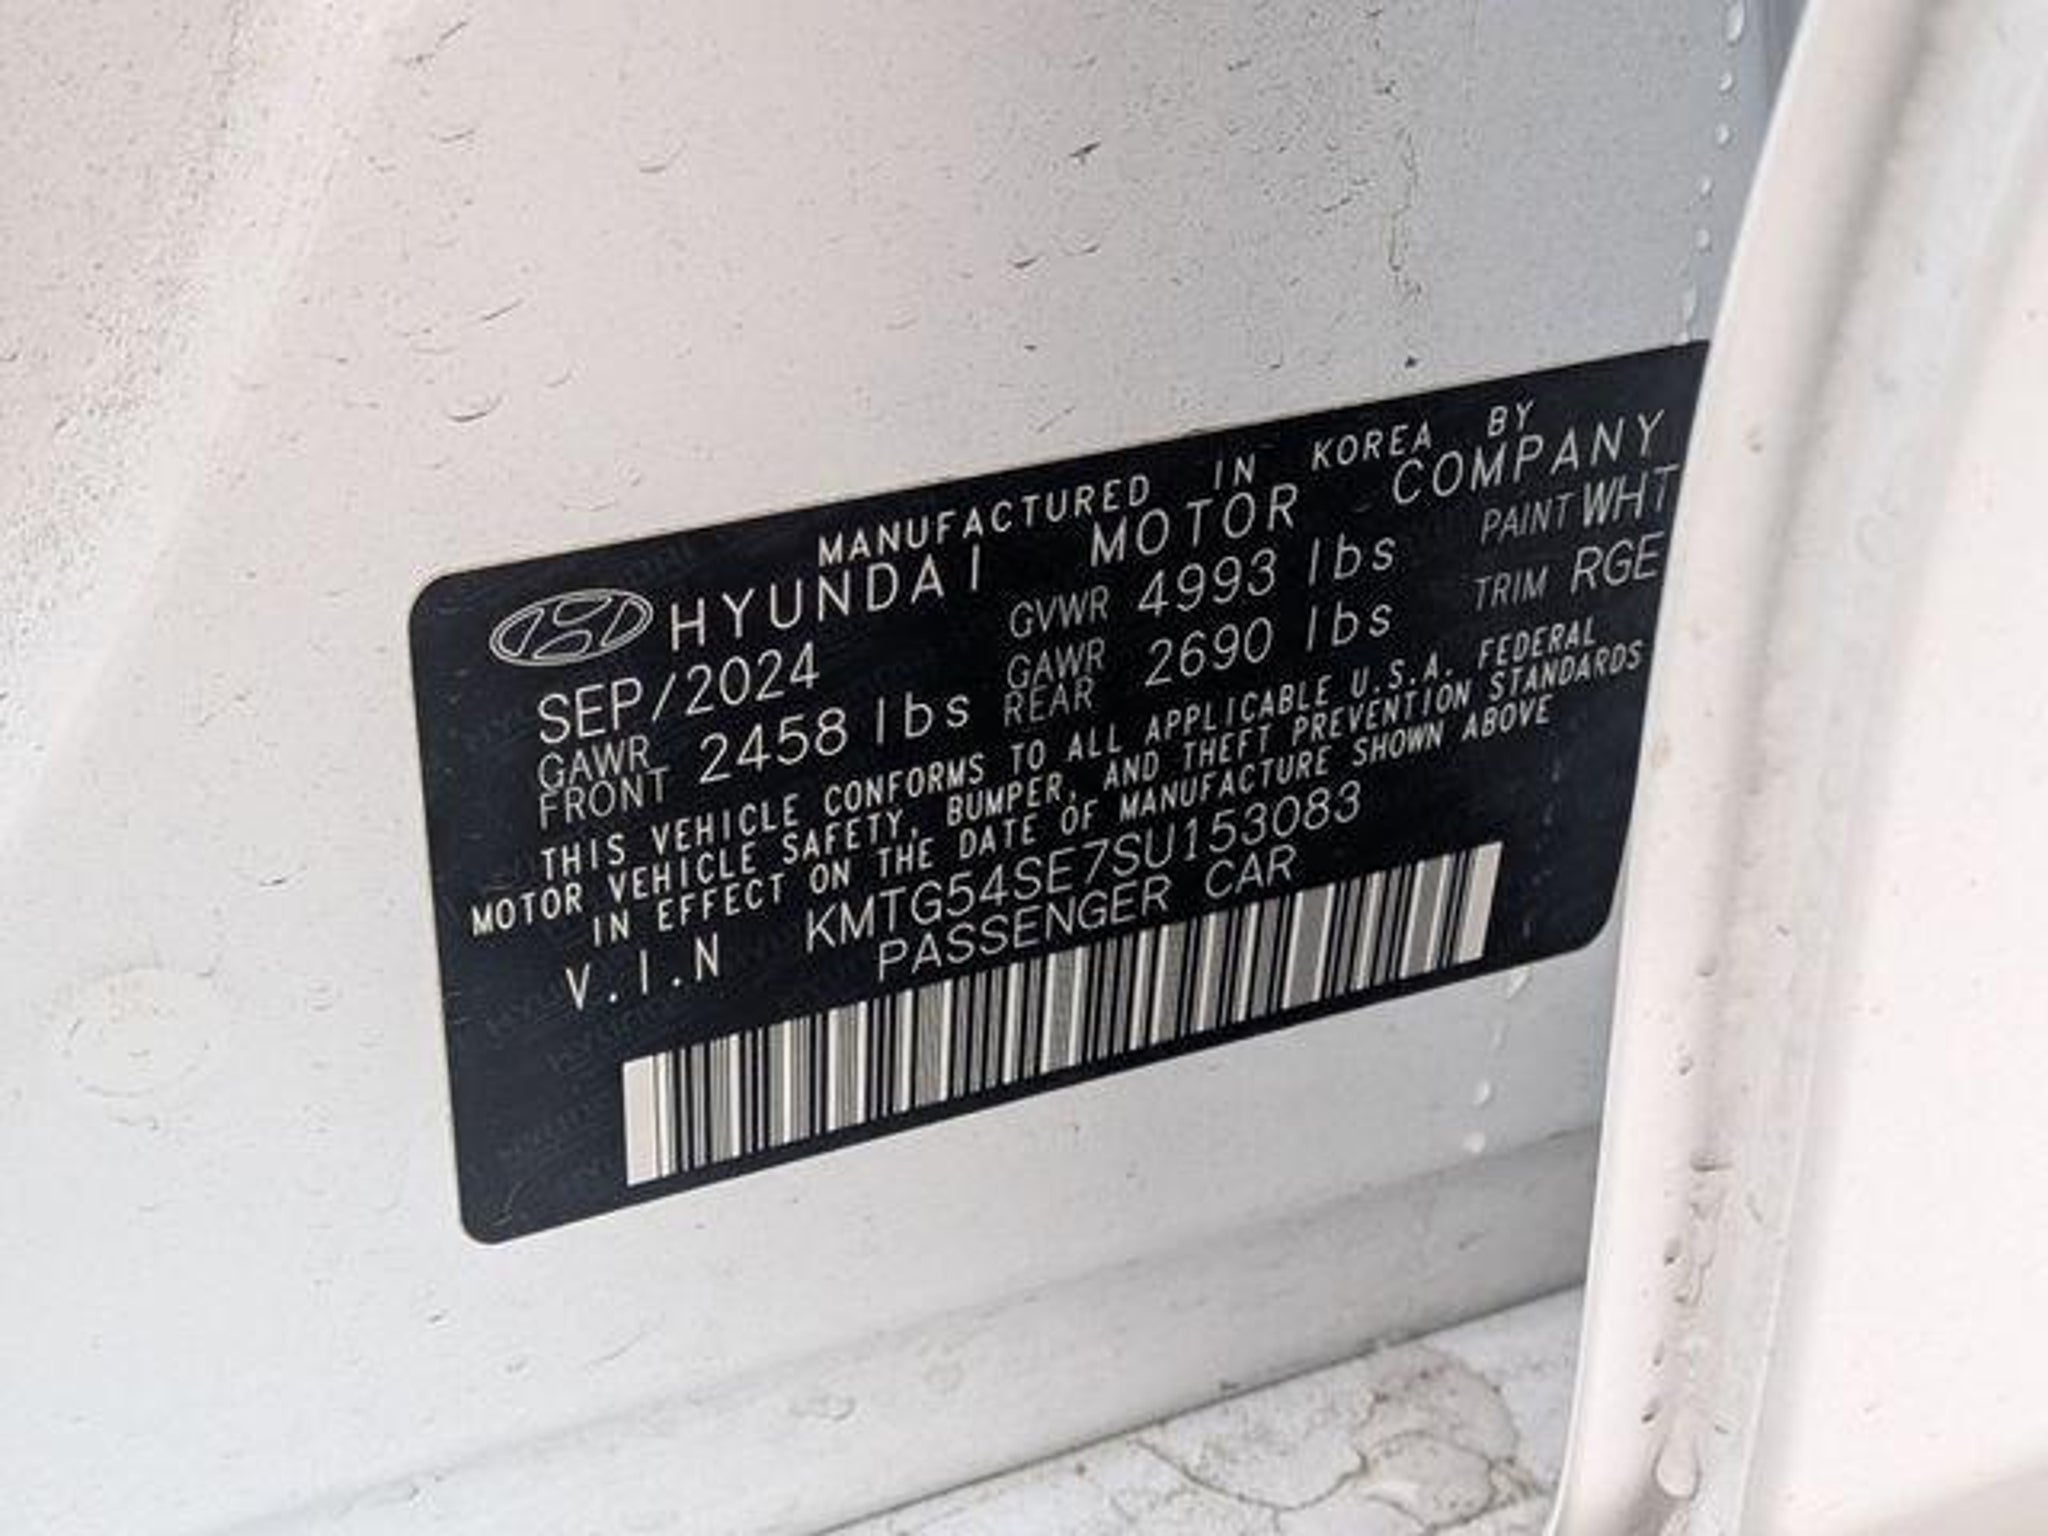 MANUFACTURED IN KOREA BY
HYUNDAI MOTOR COMPANY
SEP/2024 GVWR 4993 lbs PAINT WHT
GAWR FRONT 2458 lbs GAWR REAR 2690 lbs TRIM RGE
THIS VEHICLE CONFORMS TO ALL APPLICABLE U.S.A. FEDERAL
MOTOR VEHICLE SAFETY, BUMPER, AND THEFT PREVENTION STANDARDS
IN EFFECT ON THE DATE OF MANUFACTURE SHOWN ABOVE
V.I.N KMTG54SE7SU153083
PASSENGER CAR